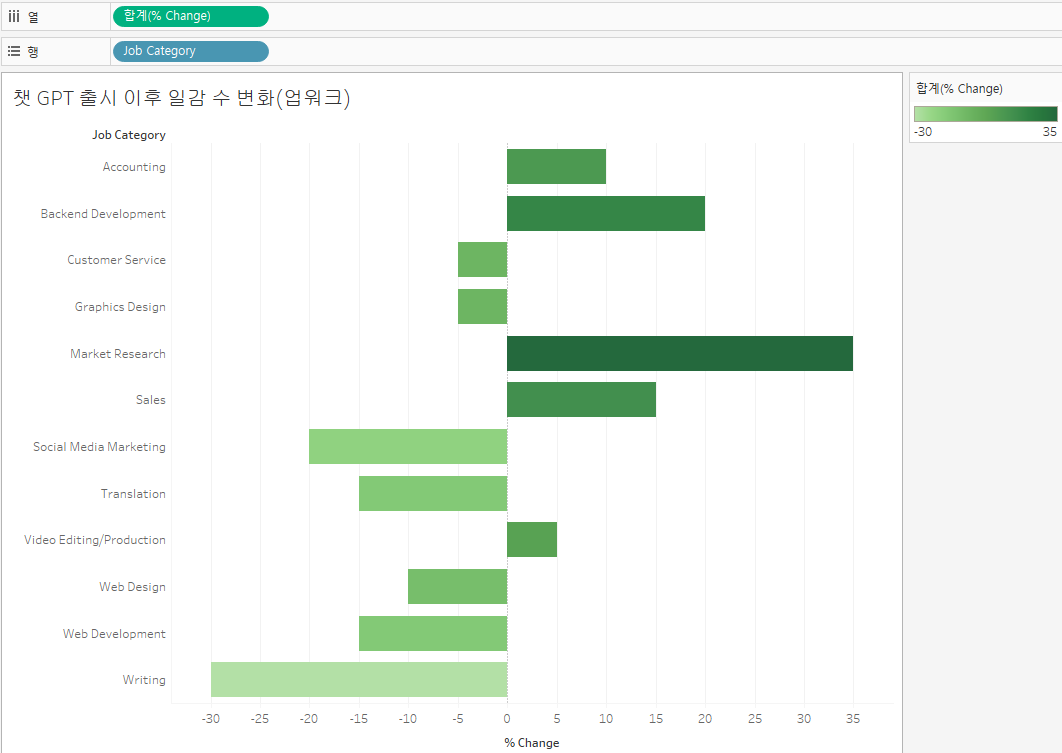 열
합계(% Change)
행
Job Category
챗 GPT 출시 이후 일감 수 변화(업워크)
Job Category
Accounting
Backend Development
Customer Service
Graphics Design
Market Research
Sales
Social Media Marketing
Translation
Video Editing/Production
Web Design
Web Development
Writing
-30 -25 -20 -15 -10 -5 0 5 10 15 20 25 30 35
% Change
합계(% Change)
-30 35